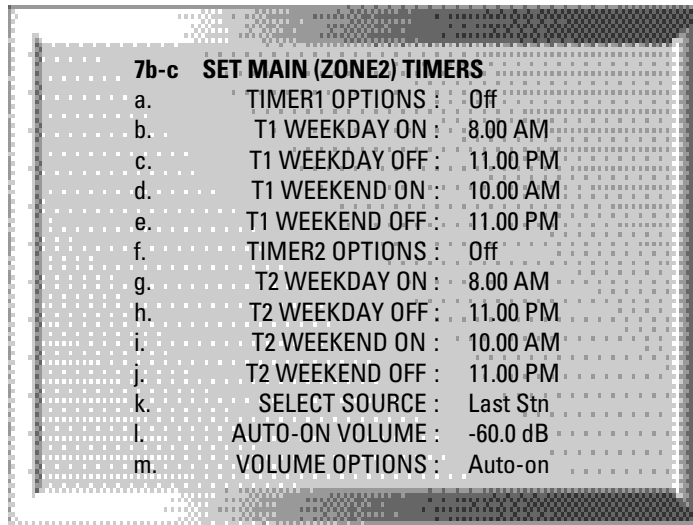 7b-c SET MAIN (ZONE2) TIMERS
a. TIMER1 OPTIONS : Off
b. T1 WEEKDAY ON : 8.00 AM
c. T1 WEEKDAY OFF : 11.00 PM
d. T1 WEEKEND ON : 10.00 AM
e. T1 WEEKEND OFF : 11.00 PM
f. TIMER2 OPTIONS : Off
g. T2 WEEKDAY ON : 8.00 AM
h. T2 WEEKDAY OFF : 11.00 PM
i. T2 WEEKEND ON : 10.00 AM
j. T2 WEEKEND OFF : 11.00 PM
k. SELECT SOURCE : Last Stn
l. AUTO-ON VOLUME : -60.0 dB
m. VOLUME OPTIONS : Auto-on